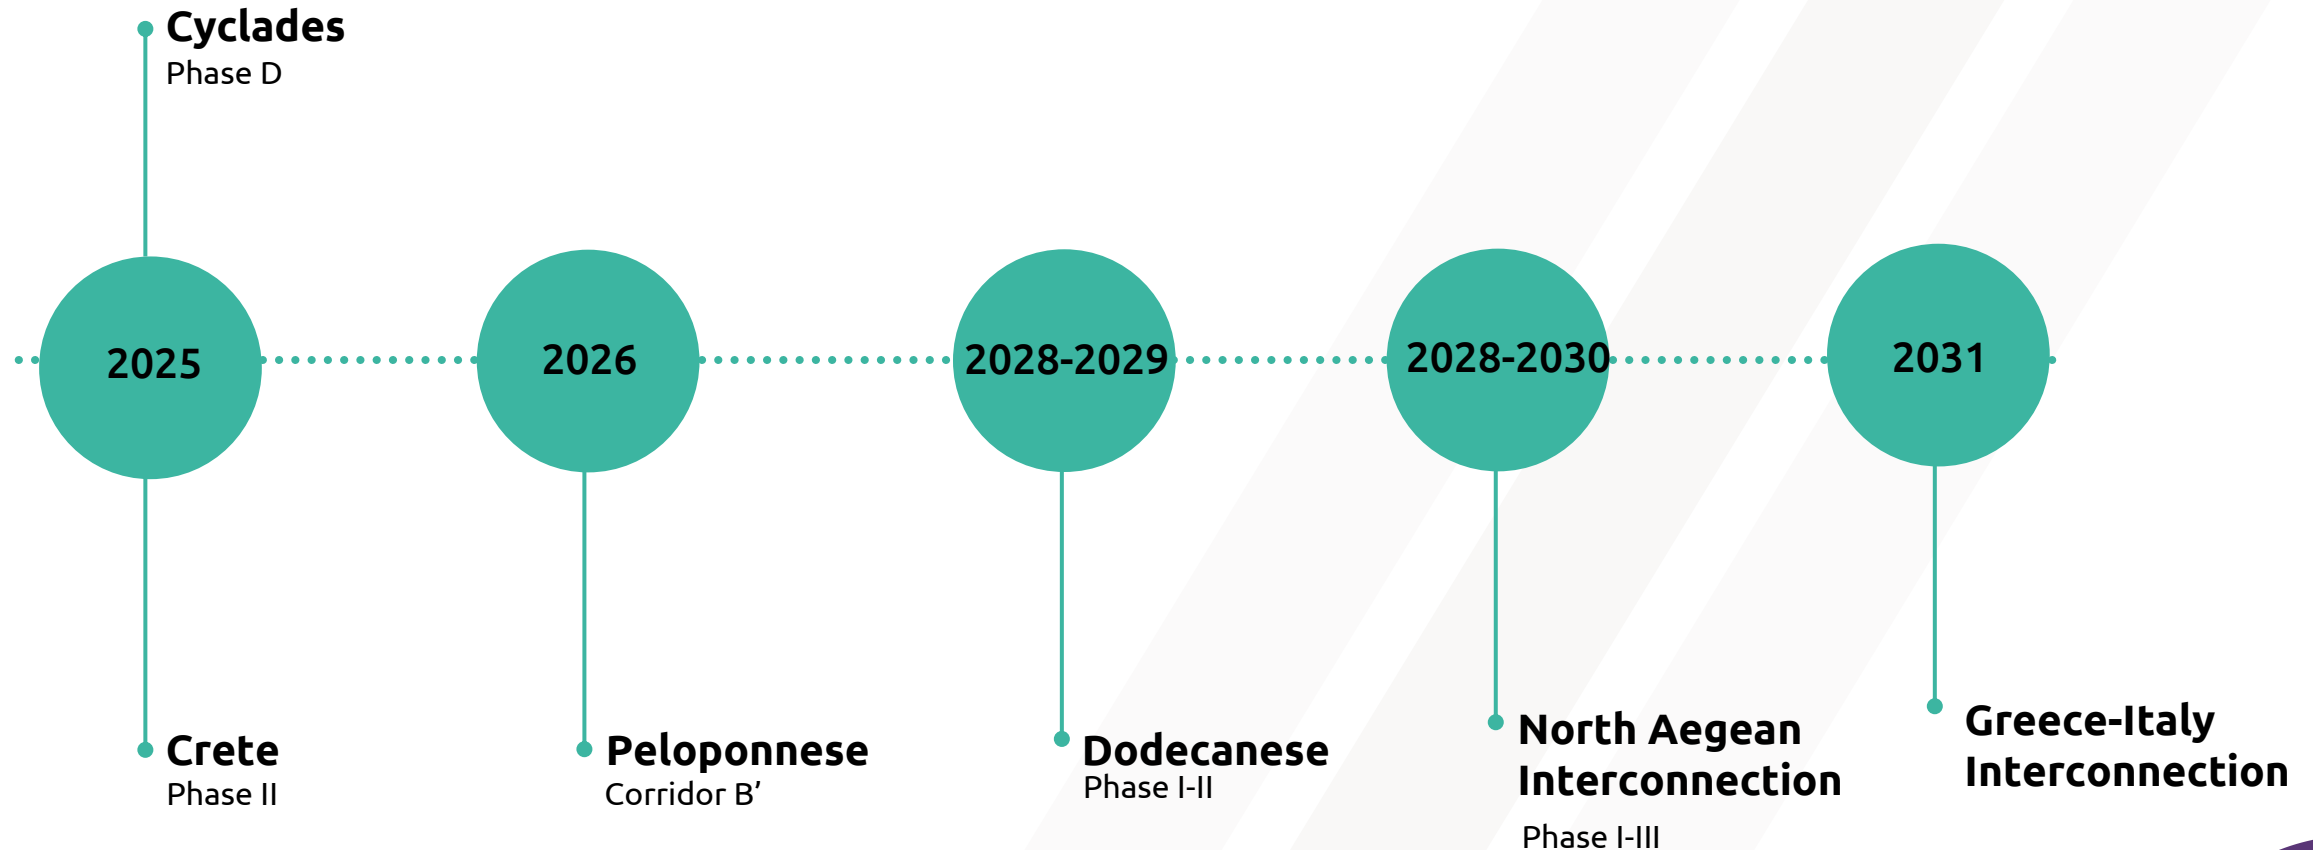 Cyclades
Phase D
2025
2026
2028-2029
2028-2030
2031
Crete
Phase II
Peloponnese
Corridor B’
Dodecanese
Phase I-II
North Aegean
Interconnection
Phase I-III
Greece-Italy
Interconnection